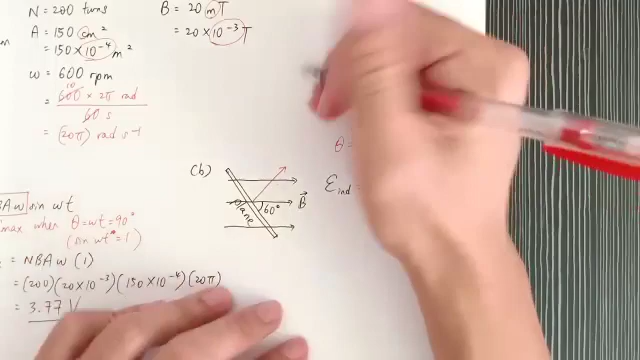 N = 200 turns
A = 150 cm²
= 150 × 10⁻⁴ m²
ω = 600 rpm
= 600 × 2π rad
60 s
= (20π) rad s⁻¹
B = 20 mT
= 20 × 10⁻³ T
(b)
plane
60°
B⃗
θ =
Ɛind =
BAω sin ωt
max when θ = ωt = 90°
(sin ωt = 1)
= NBAω (1)
= (200)(20×10⁻³)(150×10⁻⁴)(20π)
= 3.77 V